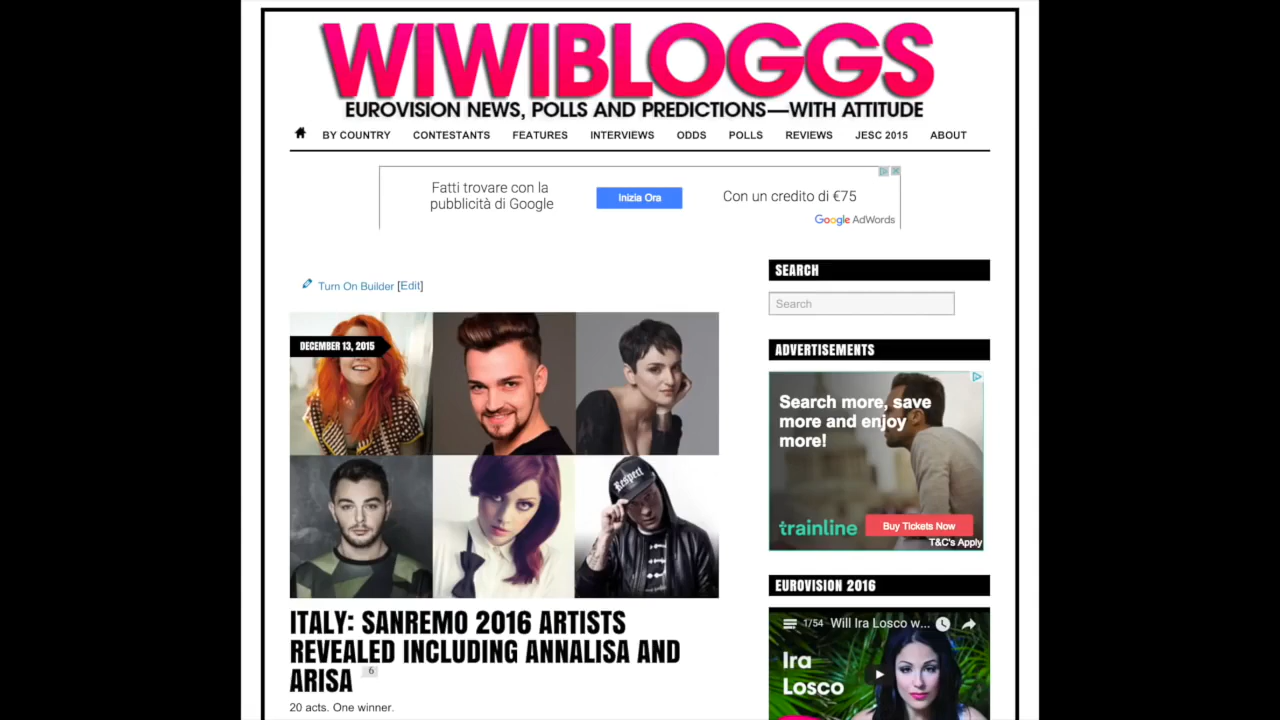 WIWIBLOGGS
EUROVISION NEWS, POLLS AND PREDICTIONS—WITH ATTITUDE
BY COUNTRY CONTESTANTS FEATURES INTERVIEWS ODDS POLLS REVIEWS JESC 2015 ABOUT
Fatti trovare con la
pubblicità di Google
Inizia Ora
Con un credito di €75
Google AdWords
Turn On Builder [Edit]
DECEMBER 13, 2015
Respect
ITALY: SANREMO 2016 ARTISTS
REVEALED INCLUDING ANNALISA AND
ARISA 6
20 acts. One winner.
SEARCH
Search
ADVERTISEMENTS
Search more, save
more and enjoy
more!
trainline
Buy Tickets Now
T&C's Apply
EUROVISION 2016
1/54 Will Ira Losco w...
Ira
Losco